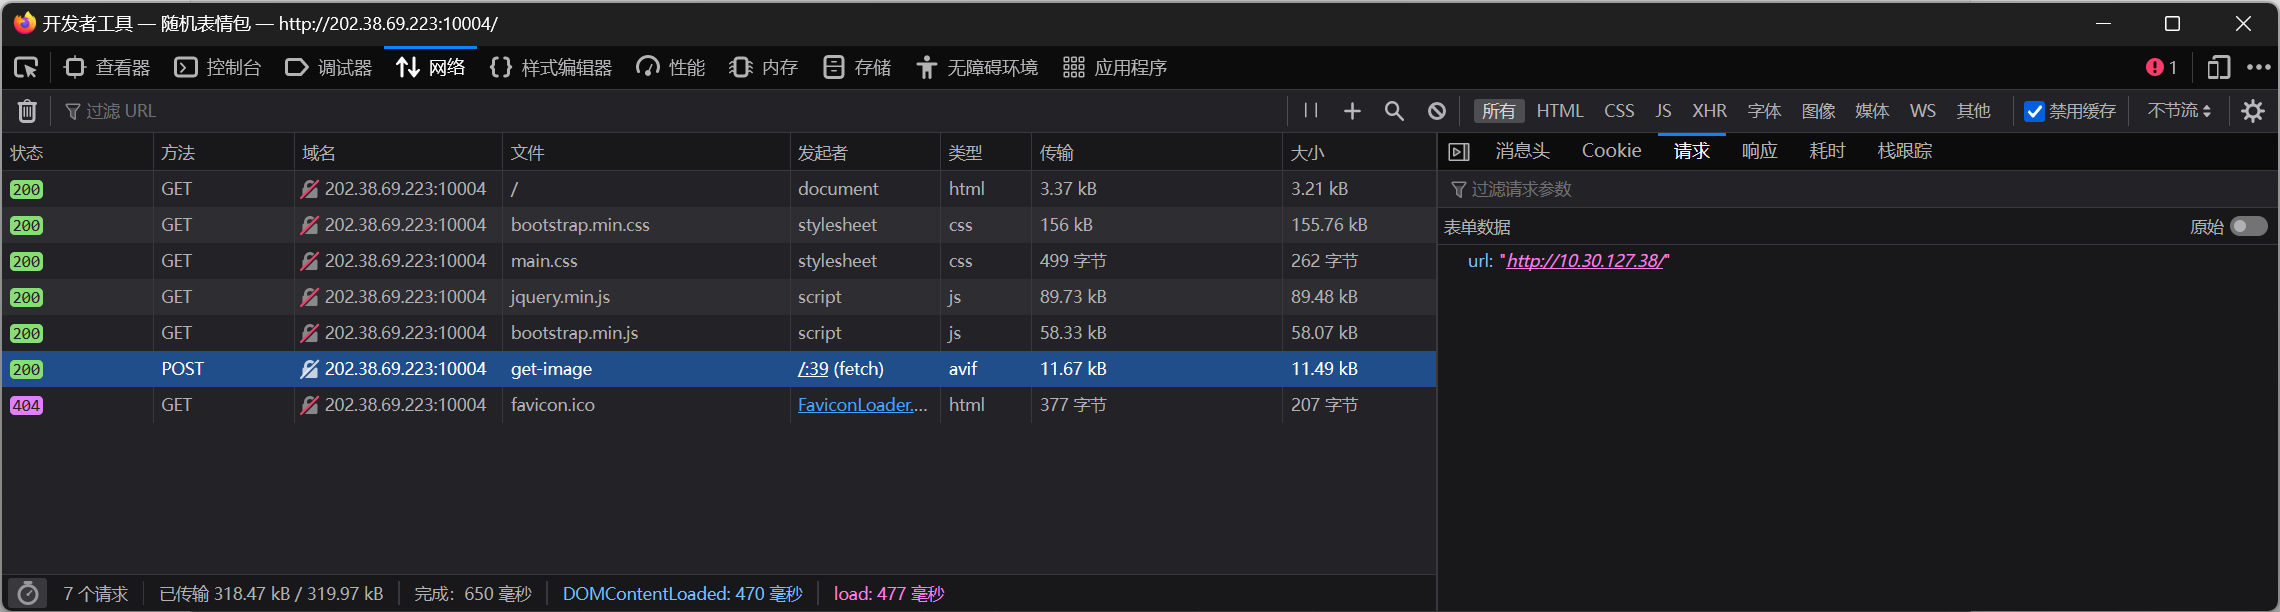 开发者工具 — 随机表情包 — http://202.38.69.223:10004/
查看器 控制台 调试器 网络 样式编辑器 性能 内存 存储 无障碍环境 应用程序 1
过滤 URL 所有 HTML CSS JS XHR 字体 图像 媒体 WS 其他 禁用缓存 不节流
状态 方法 域名 文件 发起者 类型 传输 大小
200 GET 202.38.69.223:10004 / document html 3.37 kB 3.21 kB
200 GET 202.38.69.223:10004 bootstrap.min.css stylesheet css 156 kB 155.76 kB
200 GET 202.38.69.223:10004 main.css stylesheet css 499 字节 262 字节
200 GET 202.38.69.223:10004 jquery.min.js script js 89.73 kB 89.48 kB
200 GET 202.38.69.223:10004 bootstrap.min.js script js 58.33 kB 58.07 kB
200 POST 202.38.69.223:10004 get-image /:39 (fetch) avif 11.67 kB 11.49 kB
404 GET 202.38.69.223:10004 favicon.ico FaviconLoader.... html 377 字节 207 字节
消息头 Cookie 请求 响应 耗时 栈跟踪
过滤请求参数
表单数据 原始
url: "http://10.30.127.38/"
7 个请求 已传输 318.47 kB / 319.97 kB 完成：650 毫秒 DOMContentLoaded: 470 毫秒 load: 477 毫秒